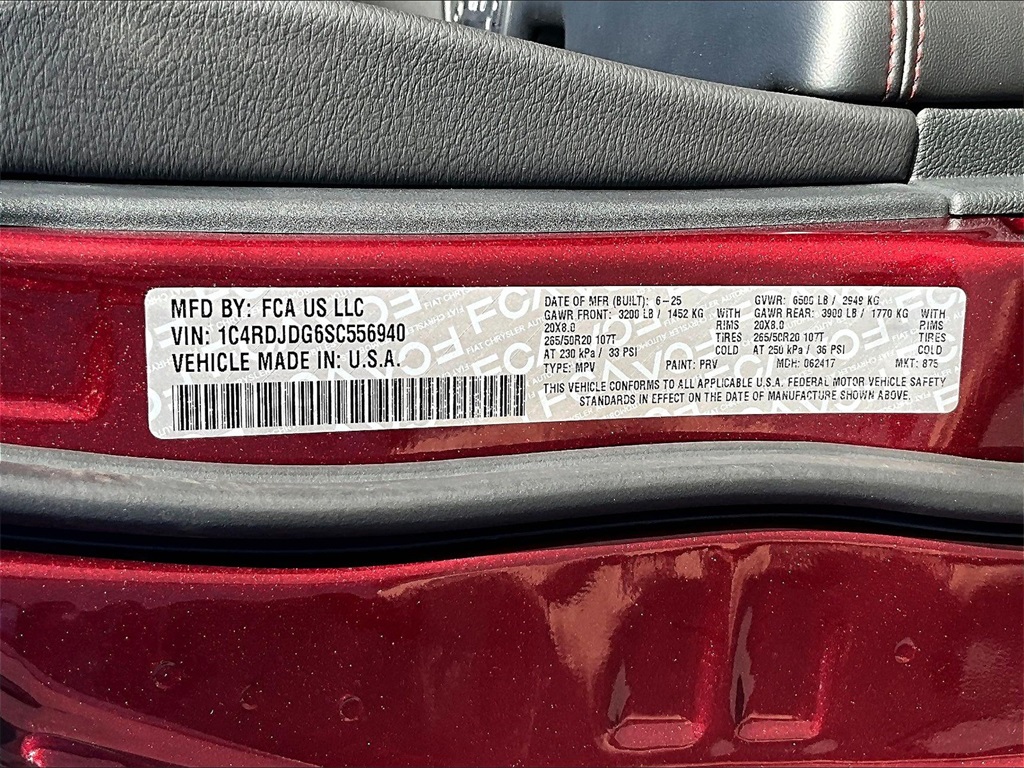 MFD BY: FCA US LLC
VIN: 1C4RDJDG6SC556940
VEHICLE MADE IN: U.S.A.
DATE OF MFR (BUILT): 6-25 GVWR: 6500 LB / 2949 KG
GAWR FRONT: 3200 LB / 1452 KG WITH GAWR REAR: 3900 LB / 1770 KG WITH
20X8.0 RIMS 20X8.0 RIMS
265/50R20 107T TIRES 265/50R20 107T TIRES
AT 230 kPa / 33 PSI COLD AT 250 kPa / 36 PSI COLD
TYPE: MPV PAINT: PRV MDH: 062417 MKT: 875
THIS VEHICLE CONFORMS TO ALL APPLICABLE U.S.A. FEDERAL MOTOR VEHICLE SAFETY
STANDARDS IN EFFECT ON THE DATE OF MANUFACTURE SHOWN ABOVE.